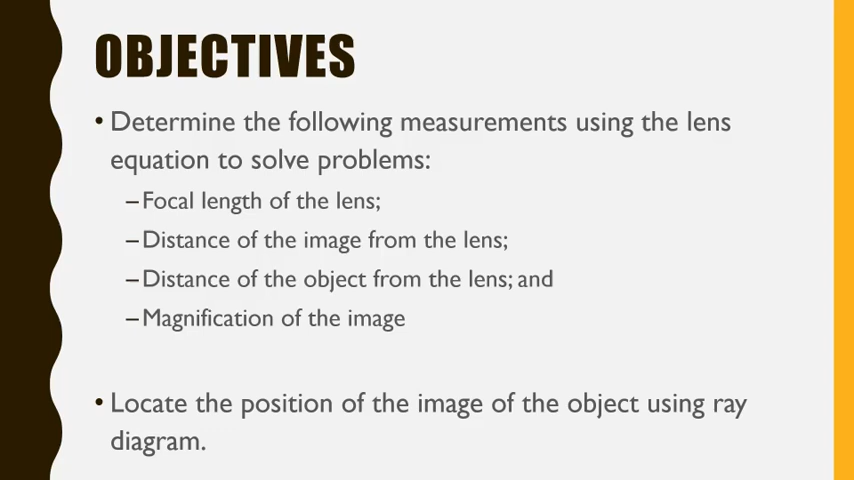 OBJECTIVES
• Determine the following measurements using the lens
equation to solve problems:
–Focal length of the lens;
–Distance of the image from the lens;
–Distance of the object from the lens; and
–Magnification of the image
• Locate the position of the image of the object using ray
diagram.